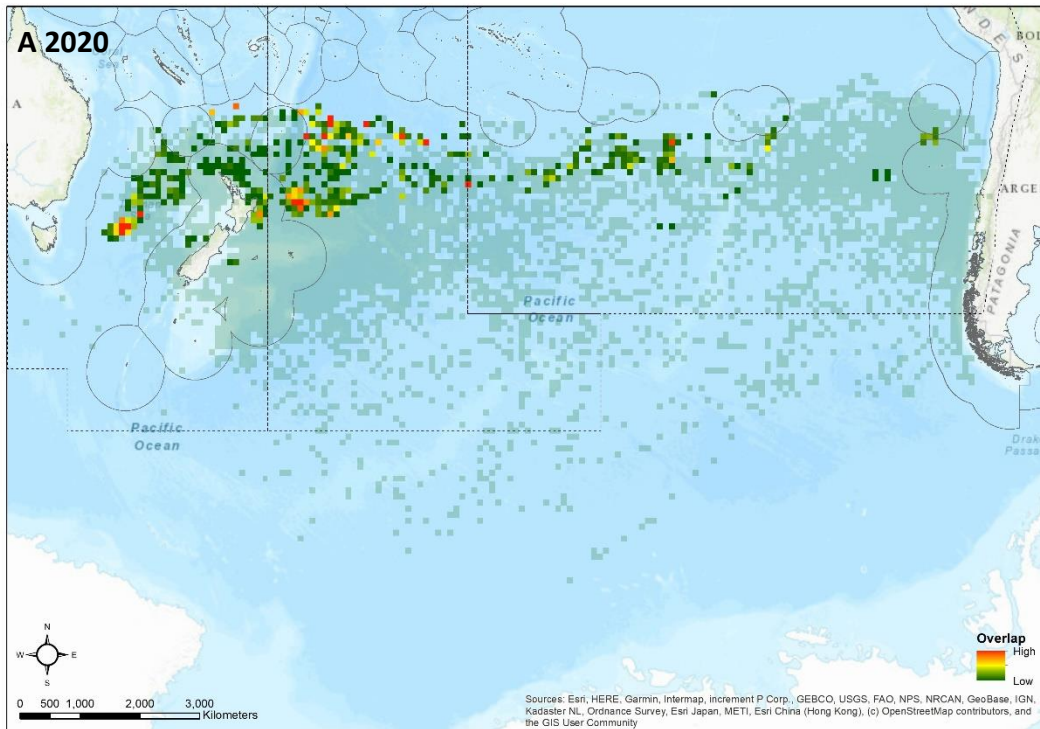 A 2020
Sea
A
NDES
BOL
ARGE
PATAGONIA
Pacific
Ocean
Pacific
Ocean
Drak
Passa
N
W E
S
0 500 1,000 2,000 3,000
Kilometers
Overlap
High
Low
Sources: Esri, HERE, Garmin, Intermap, increment P Corp., GEBCO, USGS, FAO, NPS, NRCAN, GeoBase, IGN,
Kadaster NL, Ordnance Survey, Esri Japan, METI, Esri China (Hong Kong), (c) OpenStreetMap contributors, and
the GIS User Community